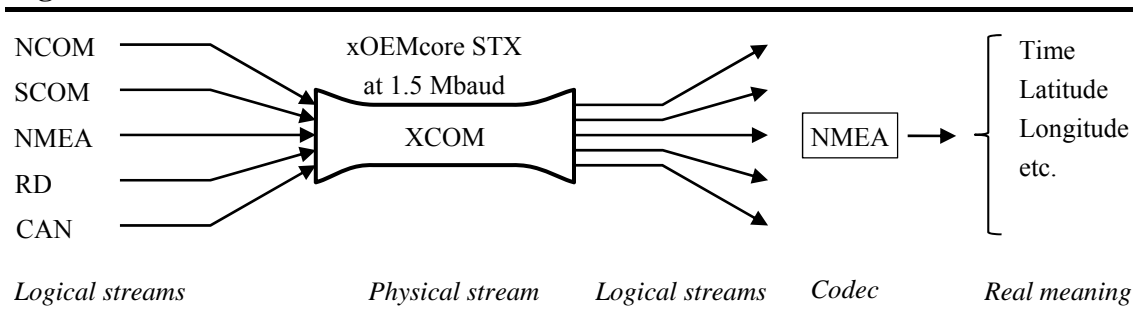 NCOM
SCOM
NMEA
RD
CAN
xOEMcore STX
at 1.5 Mbaud
XCOM
NMEA
Time
Latitude
Longitude
etc.
Logical streams
Physical stream
Logical streams
Codec
Real meaning